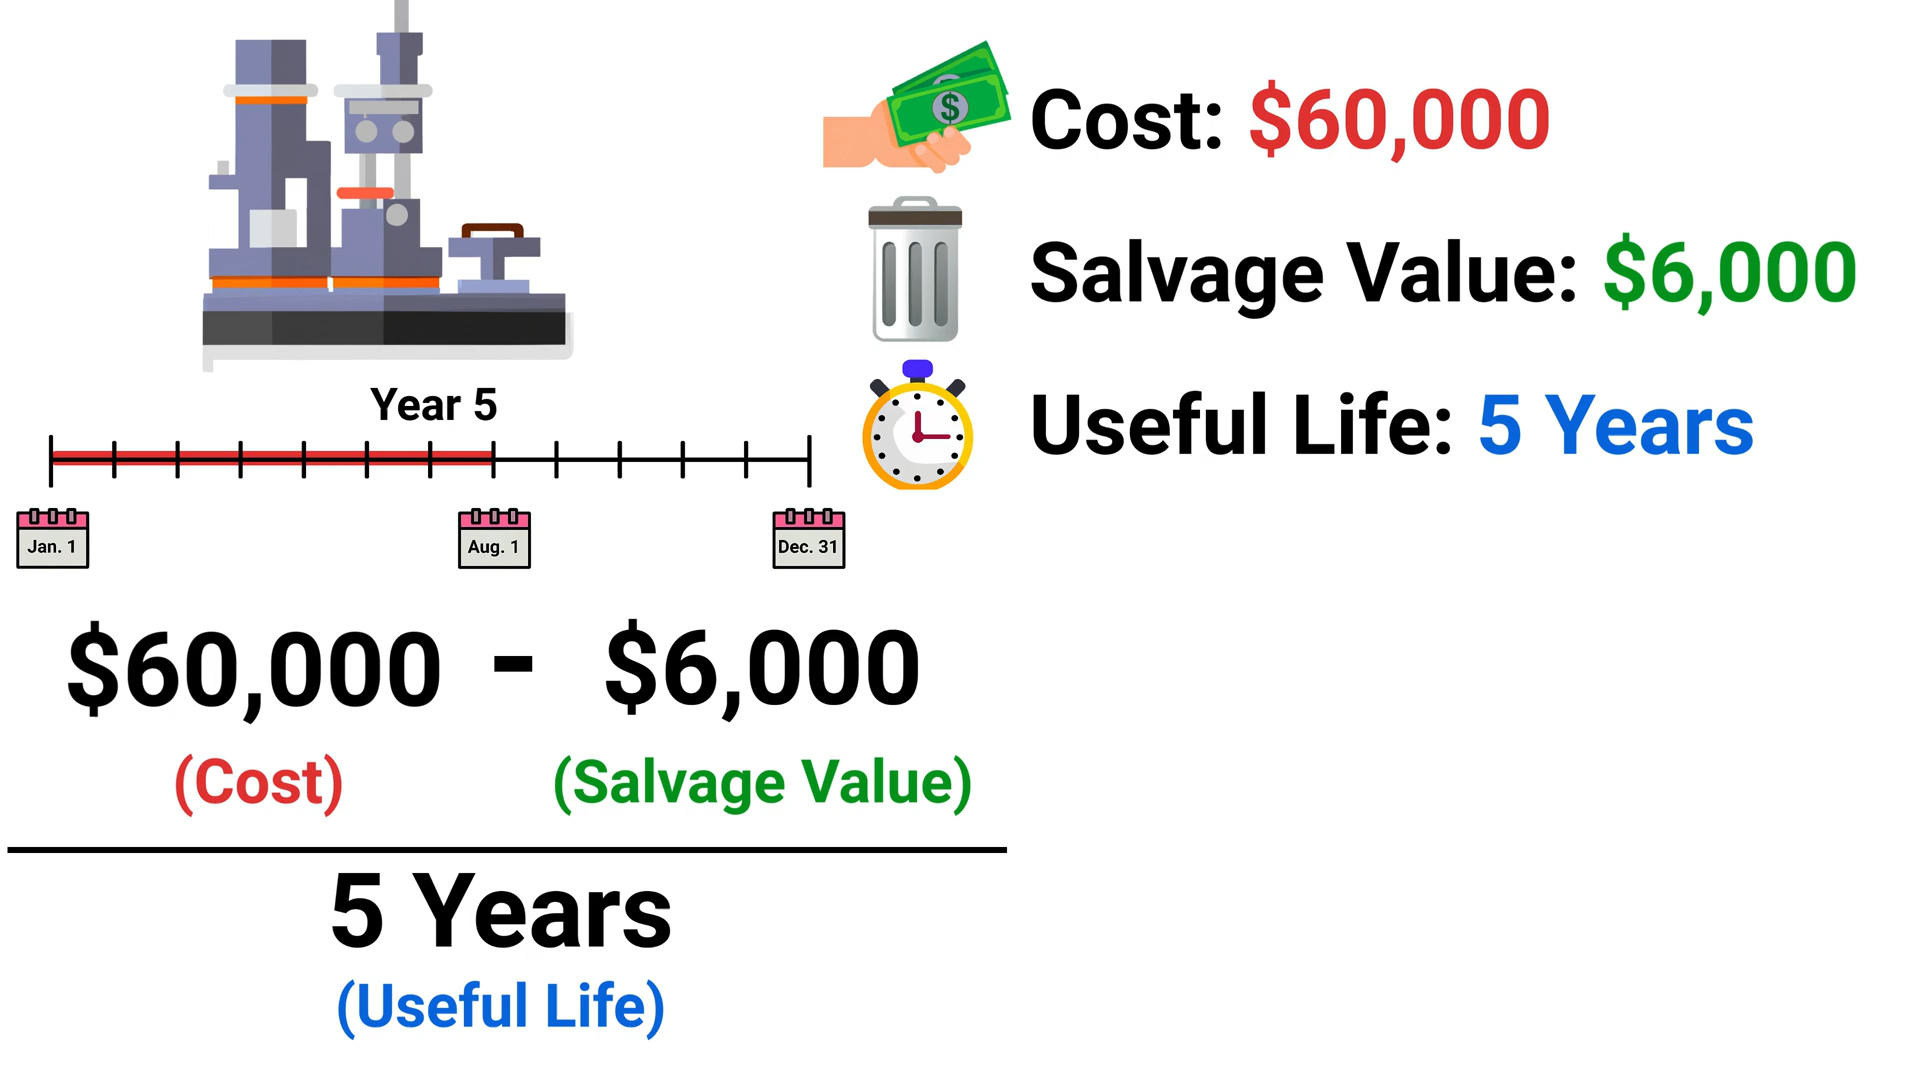 $
Cost: $60,000
Salvage Value: $6,000
Useful Life: 5 Years
Year 5
Jan. 1
Aug. 1
Dec. 31
$60,000 - $6,000
(Cost) (Salvage Value)
5 Years
(Useful Life)